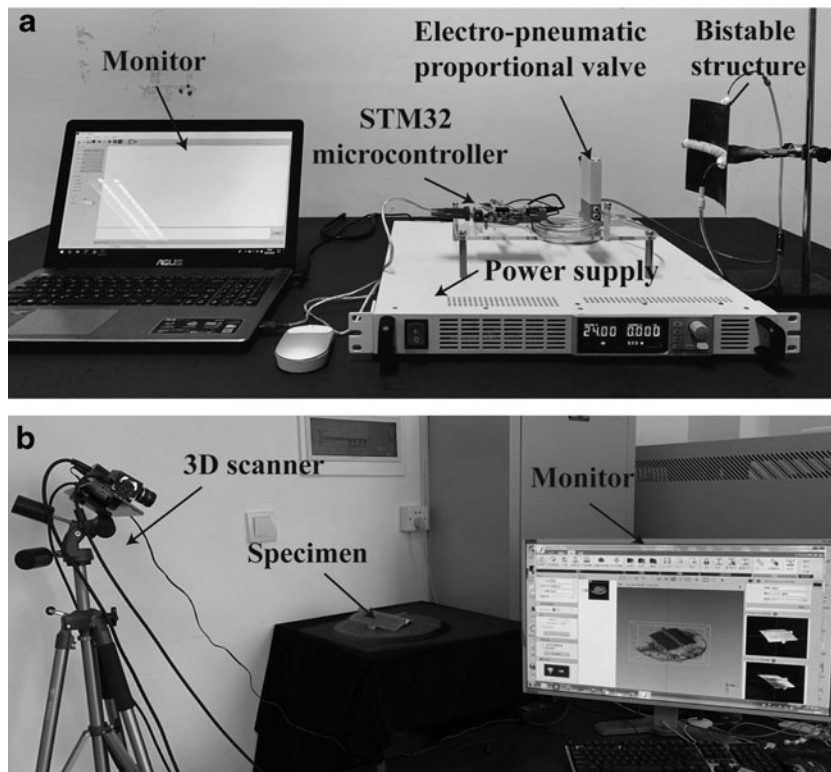 a
Monitor
Electro-pneumatic
proportional valve
Bistable
structure
STM32
microcontroller
ASUS
Power supply
24.00 0.000
b
3D scanner
Monitor
Specimen